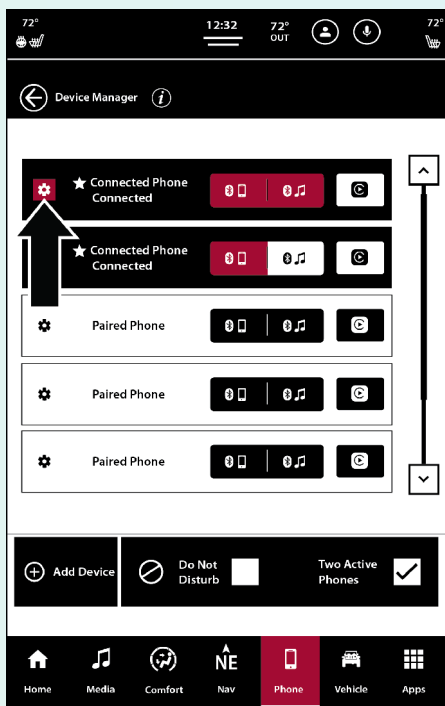 72°
12:32
72°
OUT
72°
Device Manager
i
Connected Phone
Connected
Connected Phone
Connected
Paired Phone
Paired Phone
Paired Phone
Add Device
Do Not
Disturb
Two Active
Phones
NE
Home
Media
Comfort
Nav
Phone
Vehicle
Apps